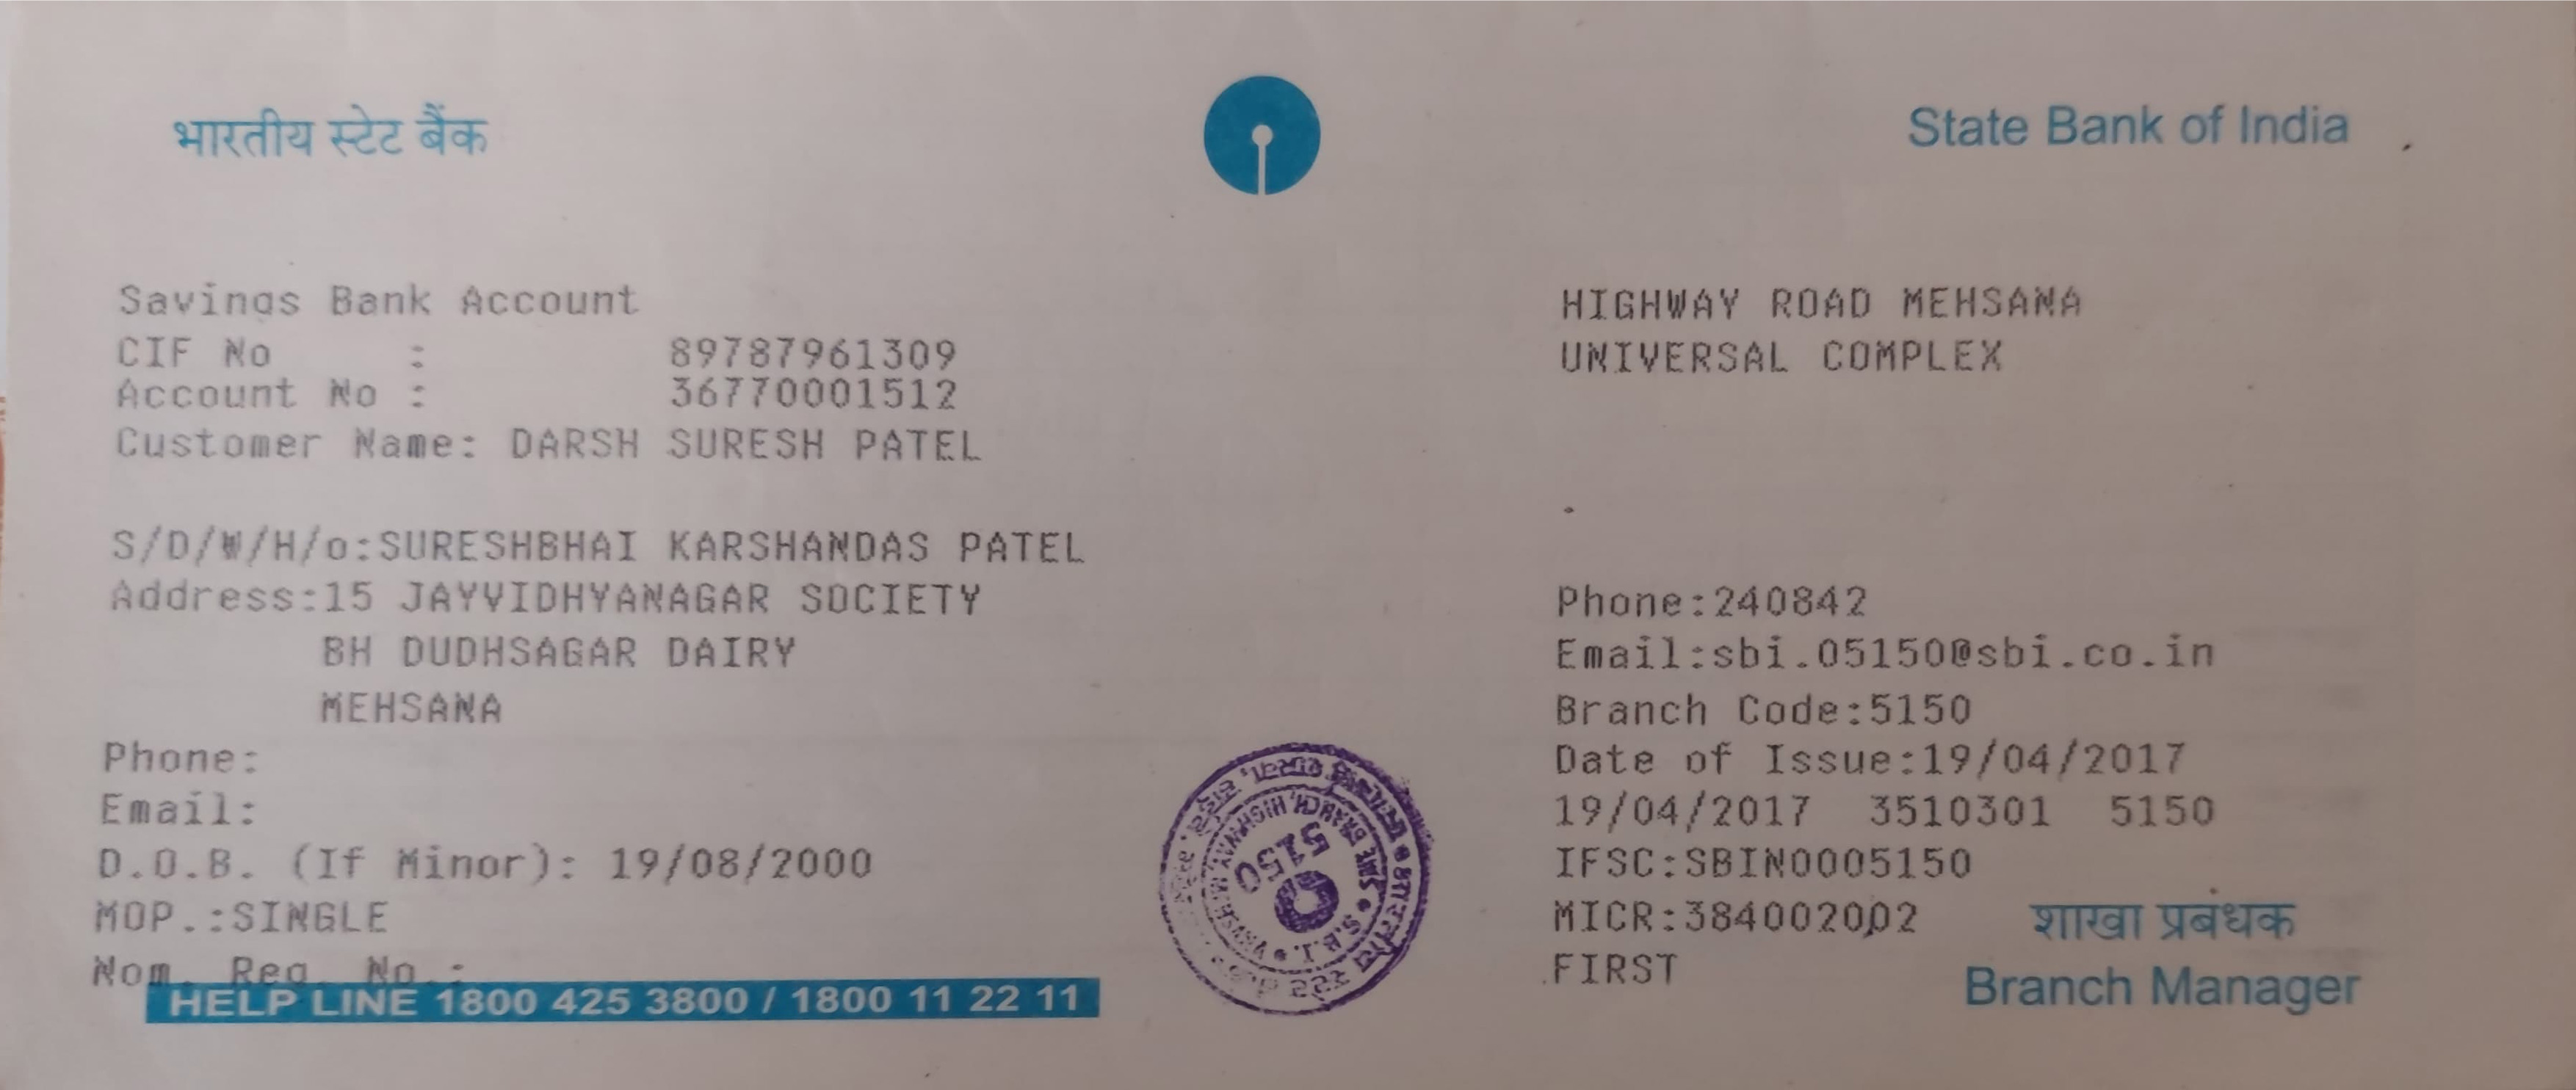 भारतीय स्टेट बैंक
State Bank of India
Savings Bank Account
CIF No : 89787961309
Account No : 36770001512
Customer Name: DARSH SURESH PATEL
S/D/W/H/o:SURESHBHAI KARSHANDAS PATEL
Address:15 JAYVIDHYANAGAR SOCIETY
BH DUDHSAGAR DAIRY
MEHSANA
Phone:
Email:
D.O.B. (If Minor): 19/08/2000
MOP.:SINGLE
Nom. Reg. No.:
HELP LINE 1800 425 3800 / 1800 11 22 11
HIGHWAY ROAD MEHSANA
UNIVERSAL COMPLEX
Phone:240842
Email:sbi.05150@sbi.co.in
Branch Code:5150
Date of Issue:19/04/2017
19/04/2017 3510301 5150
IFSC:SBIN0005150
MICR:384002002
FIRST
शाखा प्रबंधक
Branch Manager
S.B.I. SME BRANCH, HIGHWAY,
5150